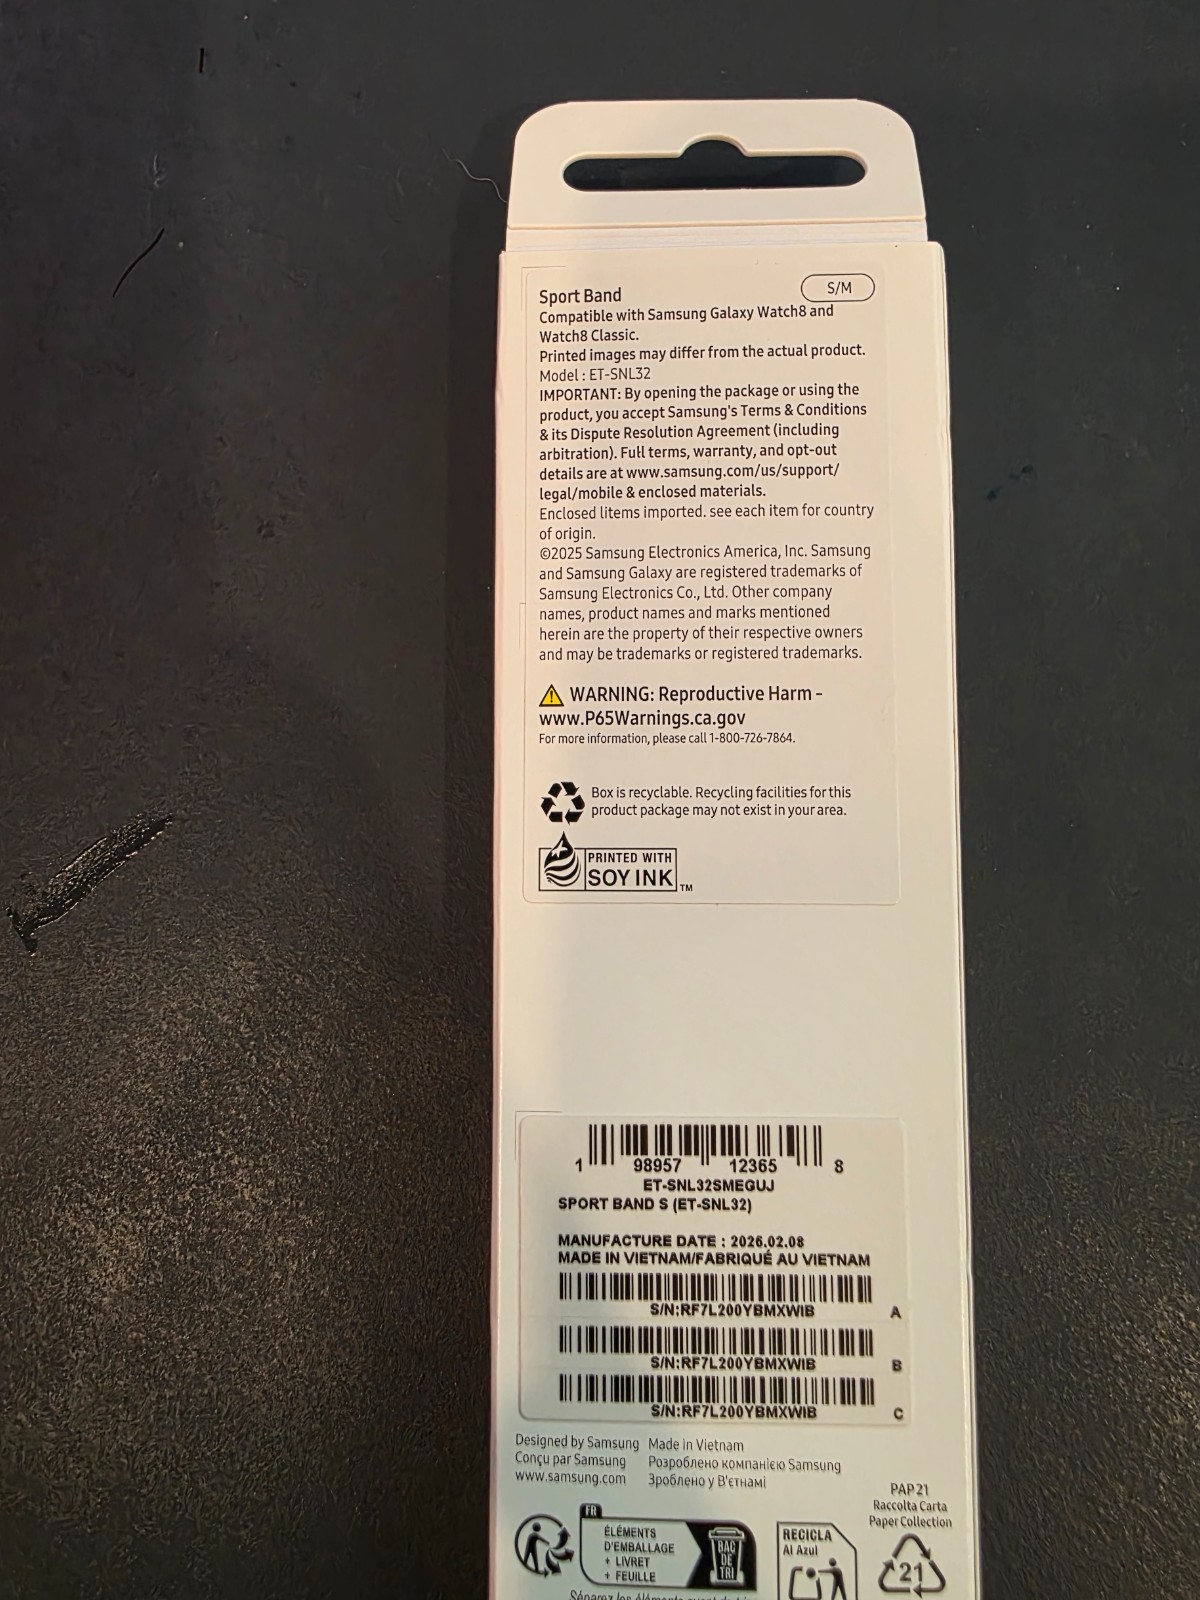 Sport Band
S/M
Compatible with Samsung Galaxy Watch8 and
Watch8 Classic.
Printed images may differ from the actual product.
Model : ET-SNL32
IMPORTANT: By opening the package or using the
product, you accept Samsung's Terms & Conditions
& its Dispute Resolution Agreement (including
arbitration). Full terms, warranty, and opt-out
details are at www.samsung.com/us/support/
legal/mobile & enclosed materials.
Enclosed litems imported. see each item for country
of origin.
©2025 Samsung Electronics America, Inc. Samsung
and Samsung Galaxy are registered trademarks of
Samsung Electronics Co., Ltd. Other company
names, product names and marks mentioned
herein are the property of their respective owners
and may be trademarks or registered trademarks.
WARNING: Reproductive Harm –
www.P65Warnings.ca.gov
For more information, please call 1-800-726-7864.
Box is recyclable. Recycling facilities for this
product package may not exist in your area.
PRINTED WITH
SOY INK TM
1 98957 12365 8
ET-SNL32SMEGUJ
SPORT BAND S (ET-SNL32)
MANUFACTURE DATE : 2026.02.08
MADE IN VIETNAM/FABRIQUÉ AU VIETNAM
S/N:RF7L200YBMXWIB A
S/N:RF7L200YBMXWIB B
S/N:RF7L200YBMXWIB C
Designed by Samsung Made in Vietnam
Conçu par Samsung Розроблено компанією Samsung
www.samsung.com Зроблено у В'єтнамі
PAP 21
Raccolta Carta
Paper Collection
21
FR
ÉLÉMENTS
D'EMBALLAGE
+ LIVRET
+ FEUILLE
BAC
DE
TRI
RECICLA
Al Azul
Séparez les éléments avant de